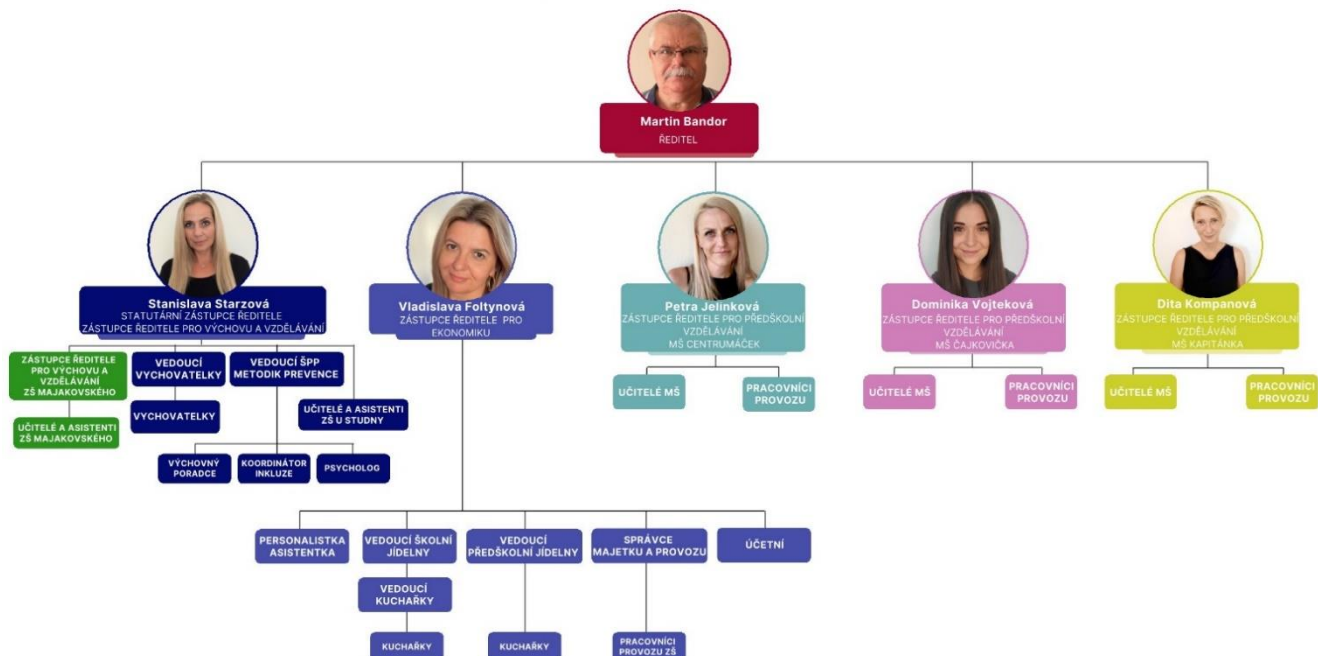 Martin Bandor
ŘEDITEL
Stanislava Starzová
STATUTÁRNÍ ZÁSTUPCE ŘEDITELE
ZÁSTUPCE ŘEDITELE PRO VÝCHOVU A VZDĚLÁVÁNÍ
Vladislava Foltynová
ZÁSTUPCE ŘEDITELE PRO
EKONOMIKU
Petra Jelínková
ZÁSTUPCE ŘEDITELE PRO PŘEDŠKOLNÍ
VZDĚLÁVÁNÍ
MŠ CENTRUMÁČEK
Dominika Vojteková
ZÁSTUPCE ŘEDITELE PRO PŘEDŠKOLNÍ
VZDĚLÁVÁNÍ
MŠ ČAJKOVIČKA
Dita Kompanová
ZÁSTUPCE ŘEDITELE PRO PŘEDŠKOLNÍ
VZDĚLÁVÁNÍ
MŠ KAPITÁNKA
ZÁSTUPCE ŘEDITELE
PRO VÝCHOVU A
VZDĚLÁVÁNÍ
ZŠ MAJAKOVSKÉHO
UČITELÉ A ASISTENTI
ZŠ MAJAKOVSKÉHO
VEDOUCÍ
VYCHOVATELKY
VYCHOVATELKY
VEDOUCÍ ŠPP
METODIK PREVENCE
UČITELÉ A ASISTENTI
ZŠ U STUDNY
VÝCHOVNÝ
PORADCE
KOORDINÁTOR
INKLUZE
PSYCHOLOG
UČITELÉ MŠ
PRACOVNÍCI
PROVOZU
UČITELÉ MŠ
PRACOVNÍCI
PROVOZU
UČITELÉ MŠ
PRACOVNÍCI
PROVOZU
PERSONALISTKA
ASISTENTKA
VEDOUCÍ ŠKOLNÍ
JÍDELNY
VEDOUCÍ
PŘEDŠKOLNÍ JÍDELNY
SPRÁVCE
MAJETKU A PROVOZU
ÚČETNÍ
VEDOUCÍ
KUCHAŘKY
KUCHAŘKY
KUCHAŘKY
PRACOVNÍCI
PROVOZU ZŠ